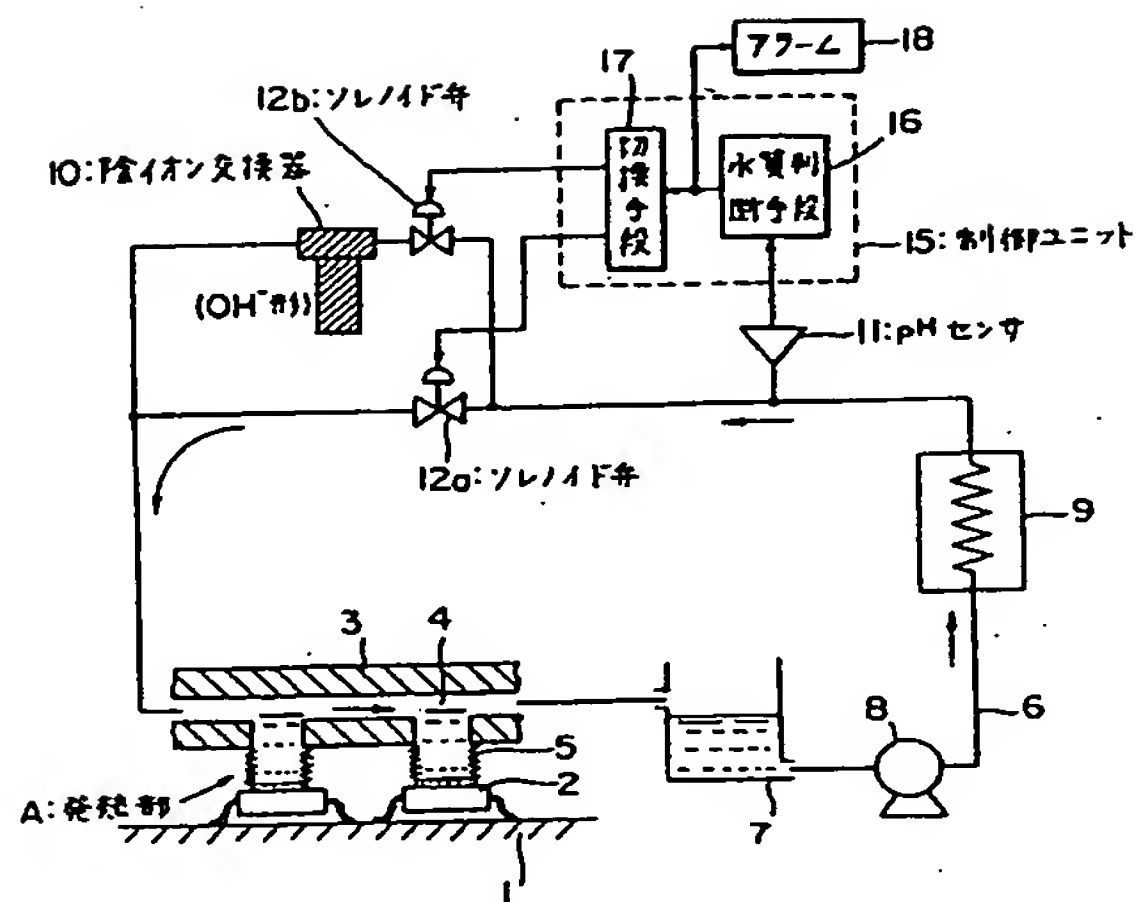 アラーム
18
17
12b:ソレノイド弁
16
切換手段
水質判
断手段
10:陰イオン交換器
15:制御ユニット
(OH⁻形)
11:pHセンサ
12a:ソレノイド弁
9
3
4
8
6
5
2
A:発熱部
7
1